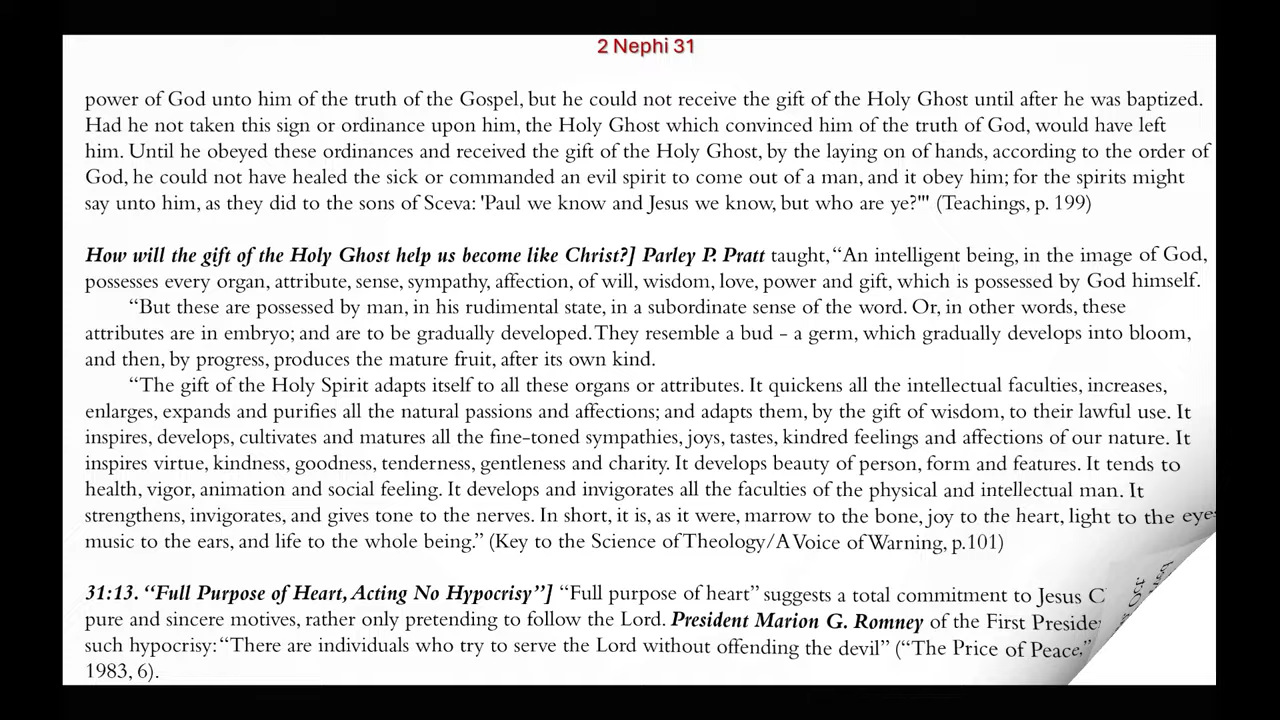 2 Nephi 31
power of God unto him of the truth of the Gospel, but he could not receive the gift of the Holy Ghost until after he was baptized.
Had he not taken this sign or ordinance upon him, the Holy Ghost which convinced him of the truth of God, would have left
him. Until he obeyed these ordinances and received the gift of the Holy Ghost, by the laying on of hands, according to the order of
God, he could not have healed the sick or commanded an evil spirit to come out of a man, and it obey him; for the spirits might
say unto him, as they did to the sons of Sceva: 'Paul we know and Jesus we know, but who are ye?'" (Teachings, p. 199)
How will the gift of the Holy Ghost help us become like Christ?] Parley P. Pratt taught, “An intelligent being, in the image of God,
possesses every organ, attribute, sense, sympathy, affection, of will, wisdom, love, power and gift, which is possessed by God himself.
“But these are possessed by man, in his rudimental state, in a subordinate sense of the word. Or, in other words, these
attributes are in embryo; and are to be gradually developed. They resemble a bud - a germ, which gradually develops into bloom,
and then, by progress, produces the mature fruit, after its own kind.
“The gift of the Holy Spirit adapts itself to all these organs or attributes. It quickens all the intellectual faculties, increases,
enlarges, expands and purifies all the natural passions and affections; and adapts them, by the gift of wisdom, to their lawful use. It
inspires, develops, cultivates and matures all the fine-toned sympathies, joys, tastes, kindred feelings and affections of our nature. It
inspires virtue, kindness, goodness, tenderness, gentleness and charity. It develops beauty of person, form and features. It tends to
health, vigor, animation and social feeling. It develops and invigorates all the faculties of the physical and intellectual man. It
strengthens, invigorates, and gives tone to the nerves. In short, it is, as it were, marrow to the bone, joy to the heart, light to the eyes
music to the ears, and life to the whole being.” (Key to the Science of Theology/A Voice of Warning, p.101)
31:13. “Full Purpose of Heart, Acting No Hypocrisy”] “Full purpose of heart” suggests a total commitment to Jesus C
pure and sincere motives, rather only pretending to follow the Lord. President Marion G. Romney of the First Preside
such hypocrisy: “There are individuals who try to serve the Lord without offending the devil” (“The Price of Peace,”
1983, 6).